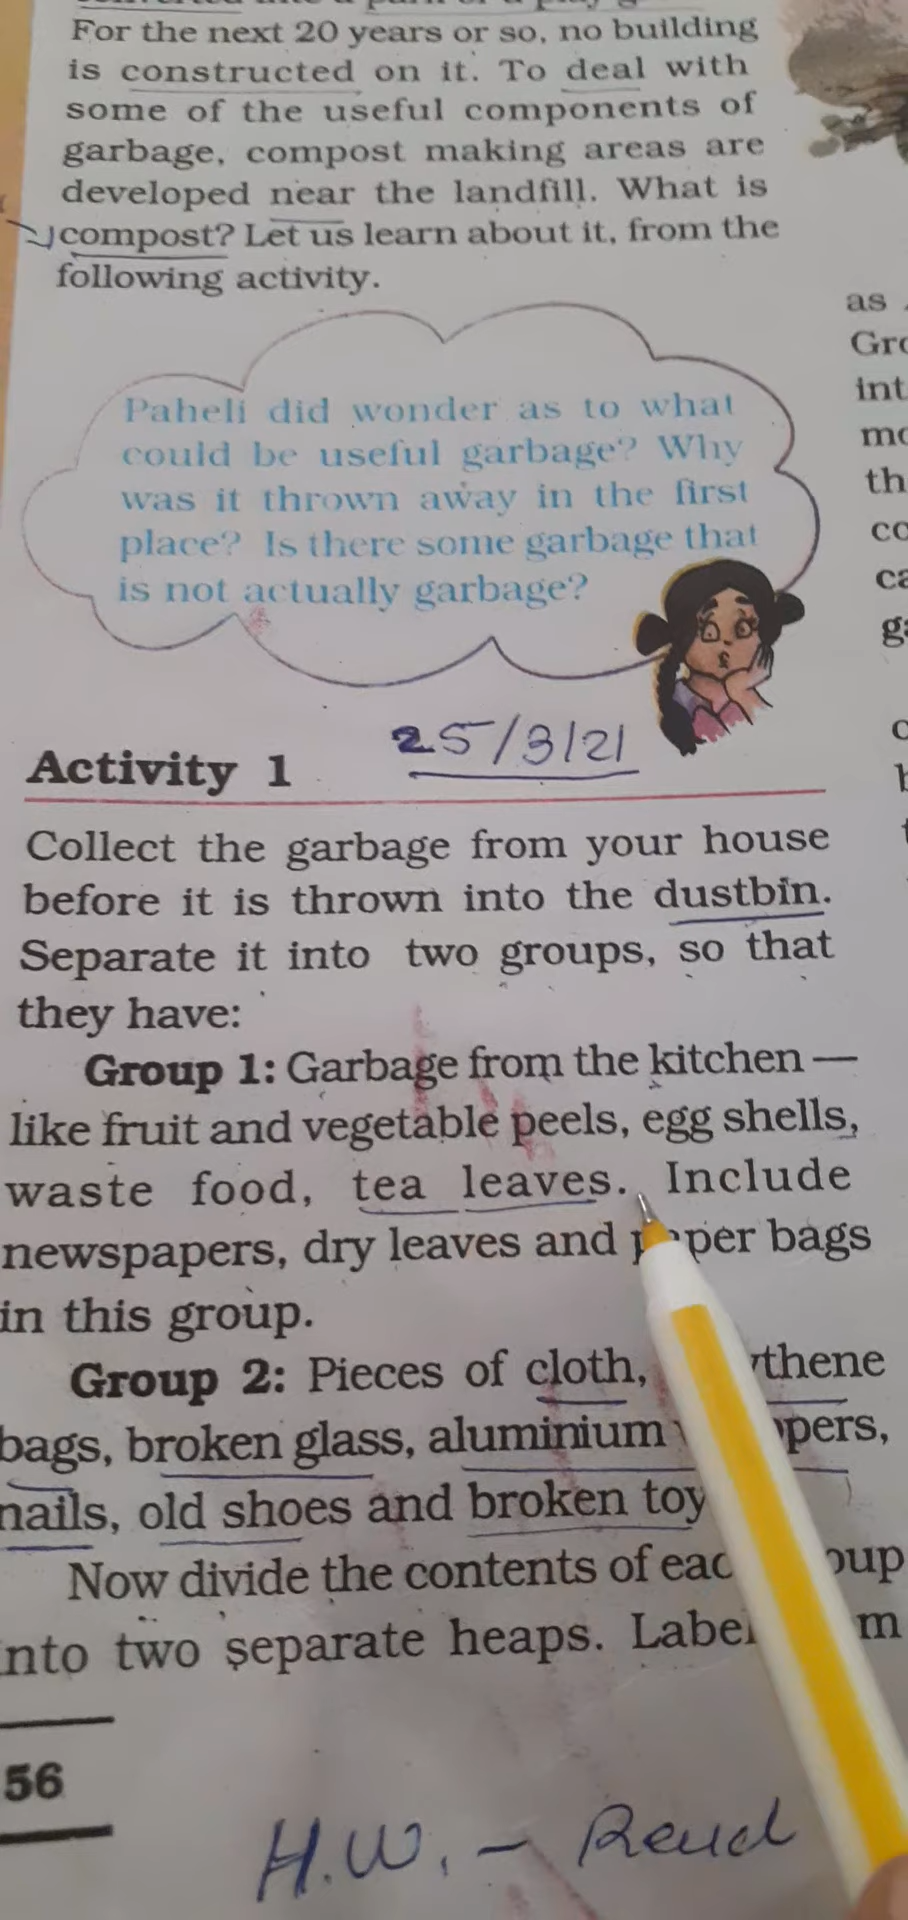 For the next 20 years or so, no building
is constructed on it. To deal with
some of the useful components of
garbage, compost making areas are
developed near the landfill. What is
compost? Let us learn about it, from the
following activity.
Paheli did wonder as to what
could be useful garbage? Why
was it thrown away in the first
place? Is there some garbage that
is not actually garbage?
25/3/21
Activity 1
Collect the garbage from your house
before it is thrown into the dustbin.
Separate it into two groups, so that
they have:
Group 1: Garbage from the kitchen —
like fruit and vegetable peels, egg shells,
waste food, tea leaves. Include
newspapers, dry leaves and paper bags
in this group.
Group 2: Pieces of cloth,
bags, broken glass, aluminium
nails, old shoes and broken
Now divide the contents of
two separate heaps.
56
H.W. - Read
as